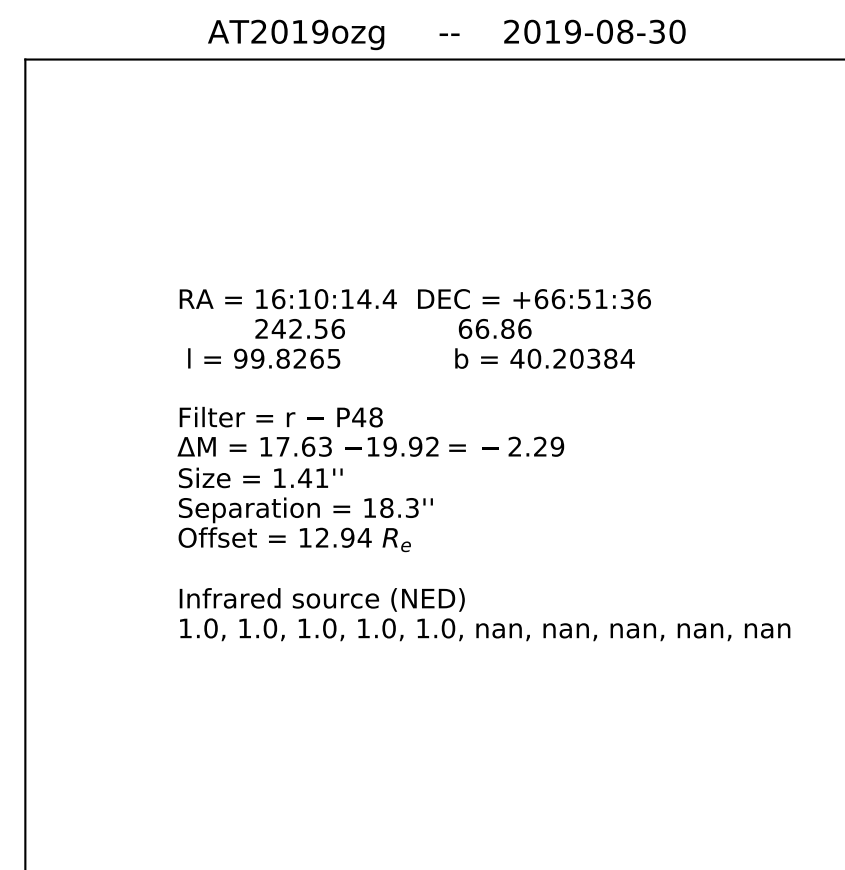 AT2019ozg -- 2019-08-30
RA = 16:10:14.4 DEC = +66:51:36
242.56 66.86
l = 99.8265 b = 40.20384
Filter = r − P48
ΔM = 17.63 −19.92 = − 2.29
Size = 1.41''
Separation = 18.3''
Offset = 12.94 Rₑ
Infrared source (NED)
1.0, 1.0, 1.0, 1.0, 1.0, nan, nan, nan, nan, nan